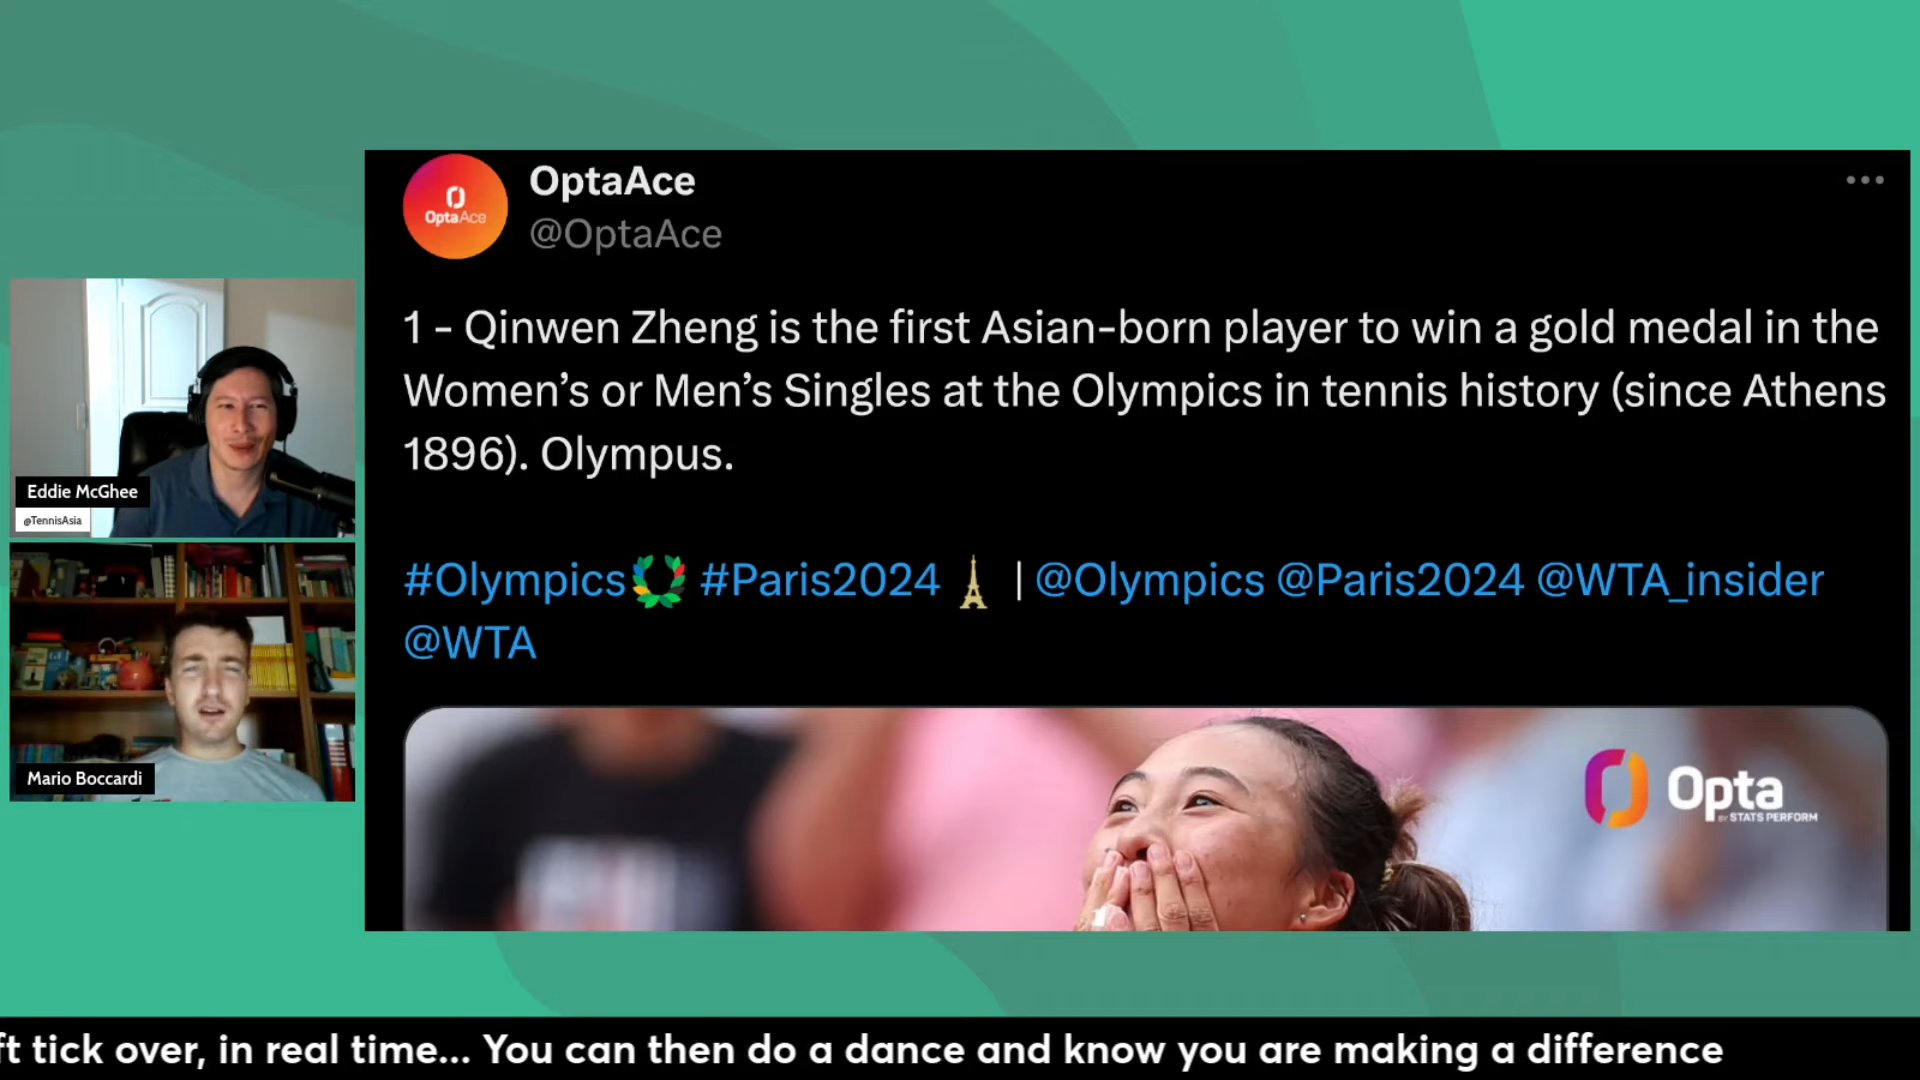 OptaAce
OptaAce
@OptaAce
1 - Qinwen Zheng is the first Asian-born player to win a gold medal in the
Women’s or Men’s Singles at the Olympics in tennis history (since Athens
1896). Olympus.
#Olympics #Paris2024 | @Olympics @Paris2024 @WTA_insider
@WTA
Opta
BY STATS PERFORM
Eddie McGhee
@TennisAsia
Mario Boccardi
tick over, in real time... You can then do a dance and know you are making a difference